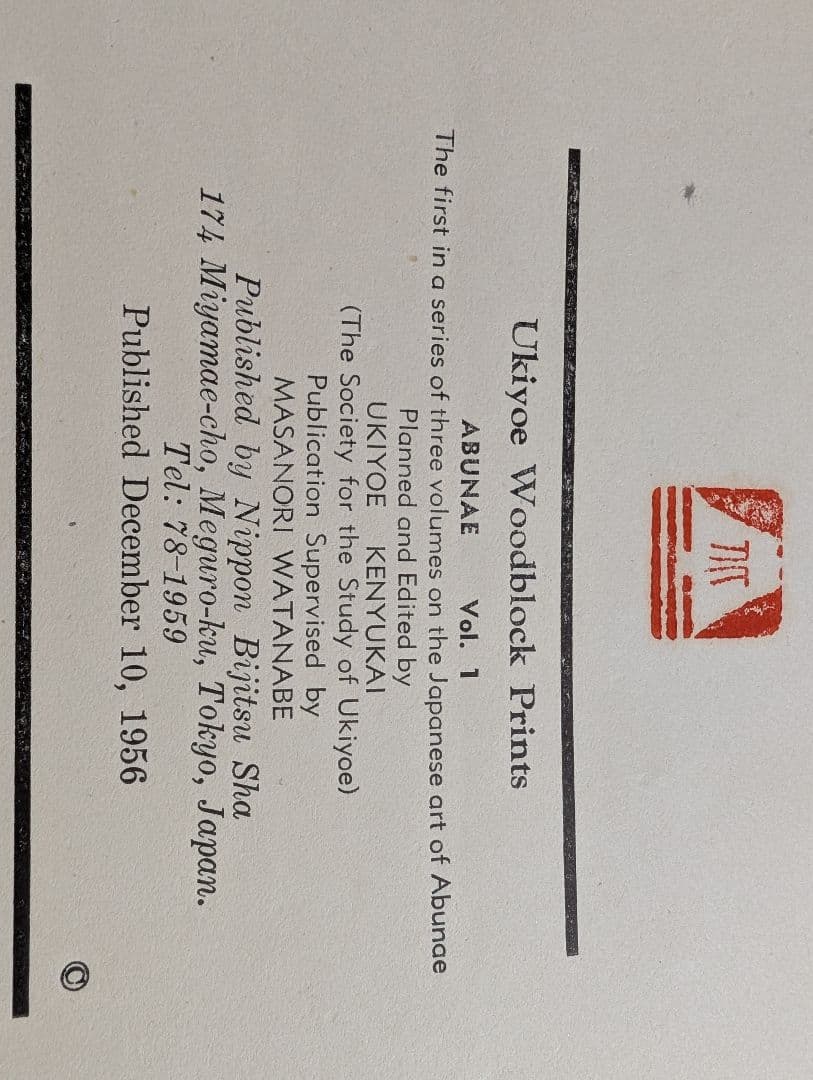 Ukiyoe Woodblock Prints
ABUNAE Vol. 1
The first in a series of three volumes on the Japanese art of Abunae
Planned and Edited by
UKIYOE KENYUKAI
(The Society for the Study of Ukiyoe)
Publication Supervised by
MASANORI WATANABE
Published by Nippon Bijitsu Sha
174 Miyamae-cho, Meguro-ku, Tokyo, Japan.
Tel: 78-1959
Published December 10, 1956
©